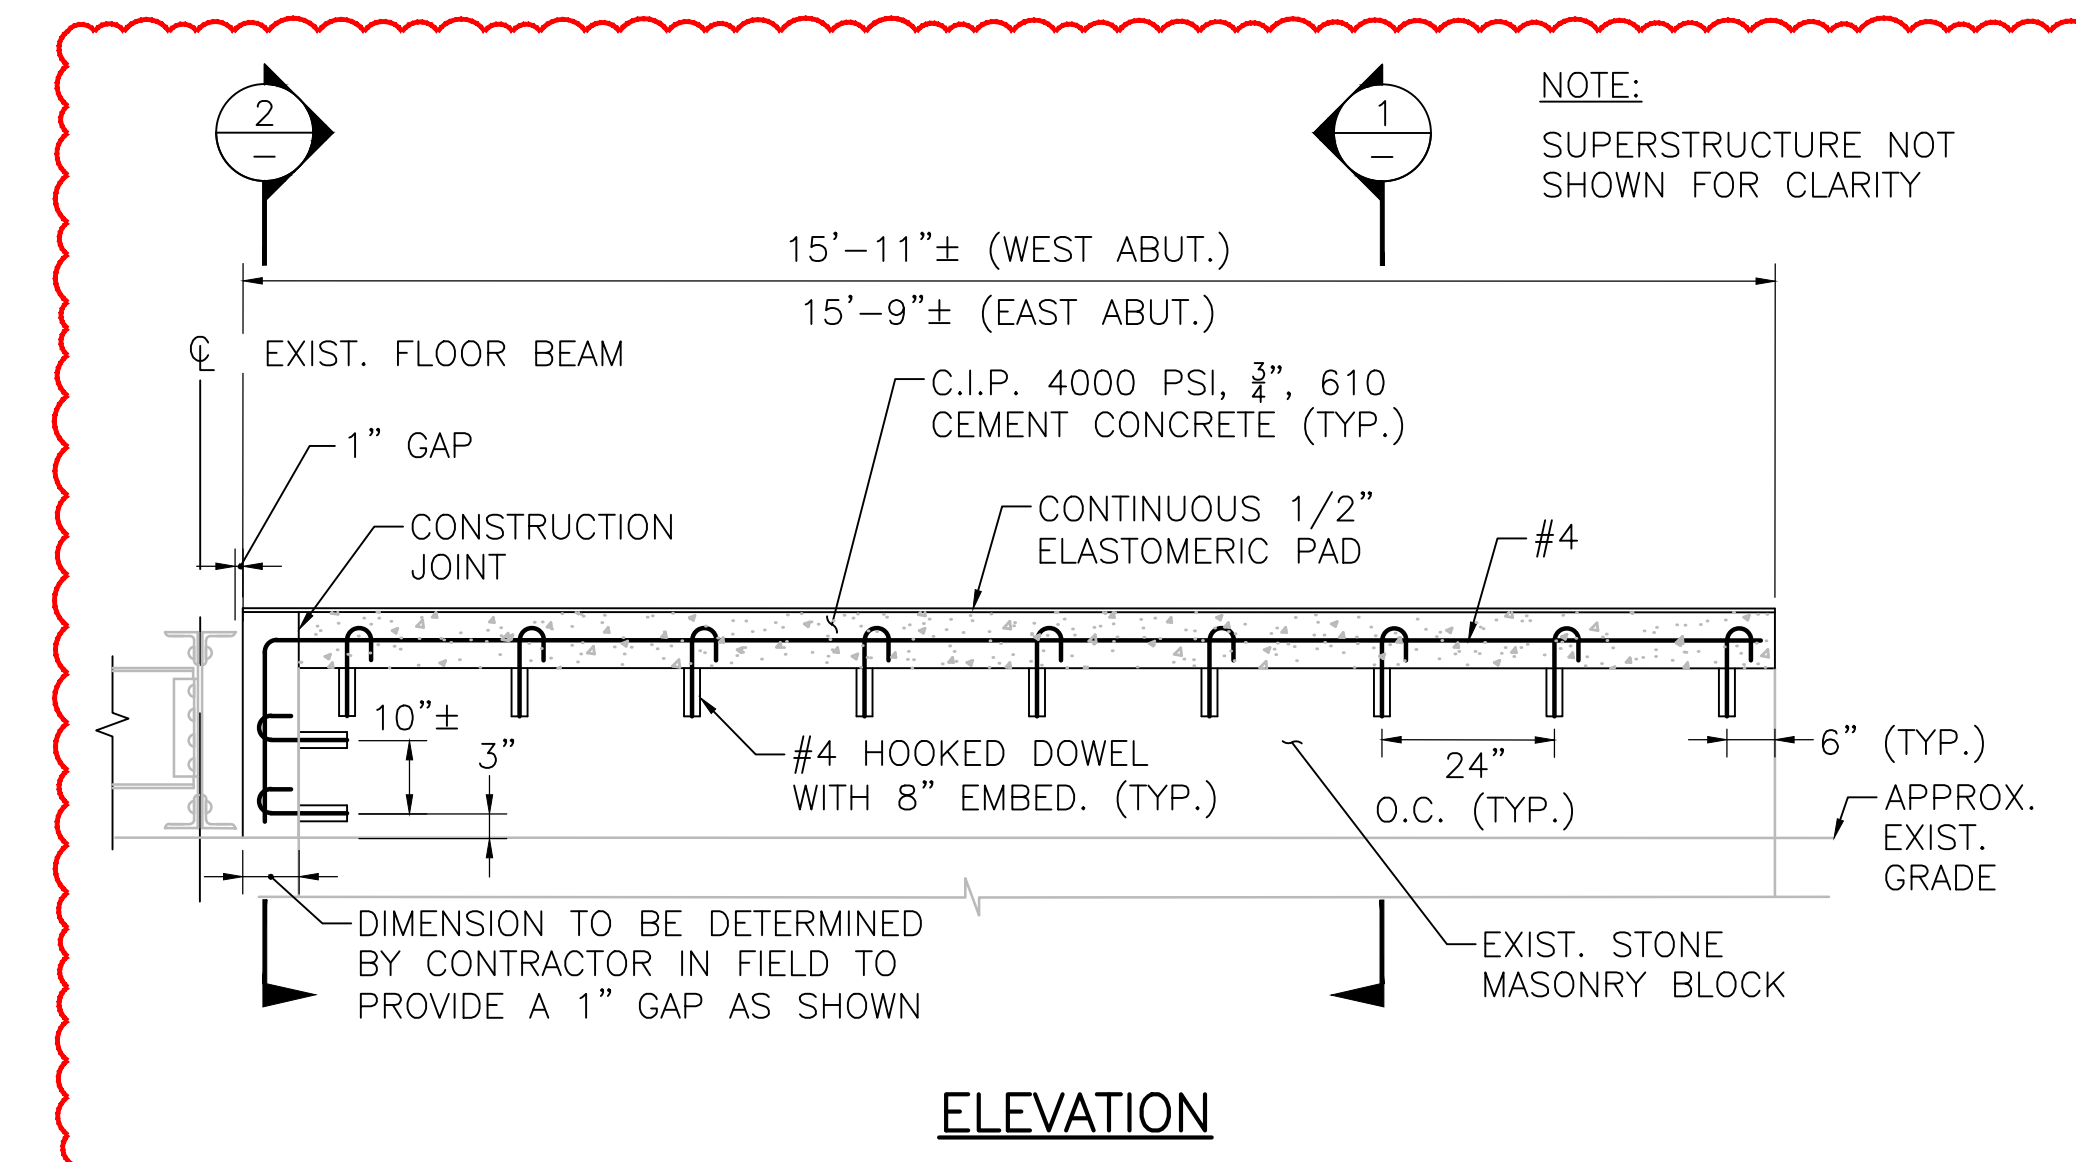 2
–
1
–
NOTE:
SUPERSTRUCTURE NOT
SHOWN FOR CLARITY
15'–11"± (WEST ABUT.)
15'–9"± (EAST ABUT.)
℄ EXIST. FLOOR BEAM
C.I.P. 4000 PSI, 3/4", 610
CEMENT CONCRETE (TYP.)
1" GAP
CONTINUOUS 1/2"
ELASTOMERIC PAD
CONSTRUCTION
JOINT
#4
10"±
3"
#4 HOOKED DOWEL
WITH 8" EMBED. (TYP.)
24"
O.C. (TYP.)
6" (TYP.)
APPROX.
EXIST.
GRADE
DIMENSION TO BE DETERMINED
BY CONTRACTOR IN FIELD TO
PROVIDE A 1" GAP AS SHOWN
EXIST. STONE
MASONRY BLOCK
ELEVATION